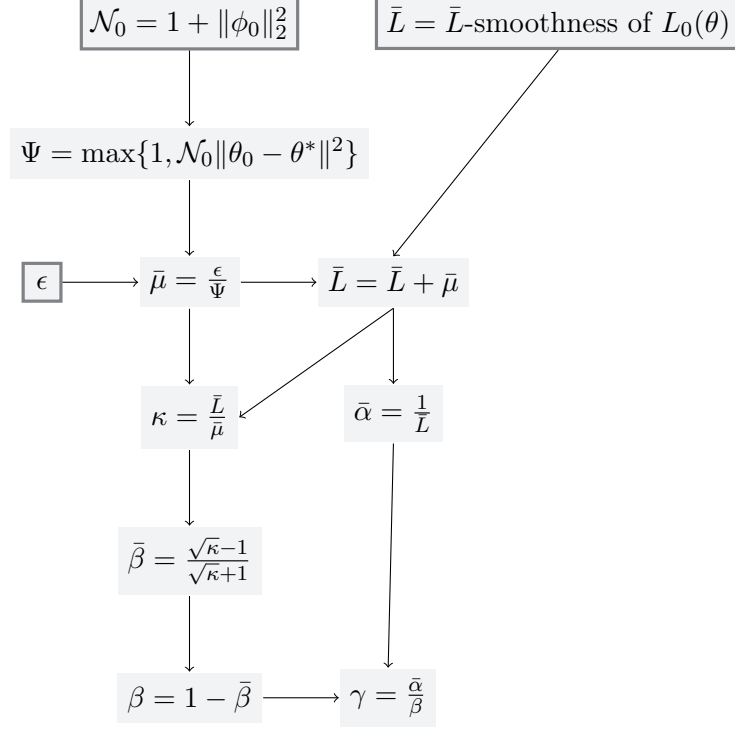 𝒩₀ = 1 + ‖ϕ₀‖₂²
L̄ = L̄-smoothness of L₀(θ)
Ψ = max{1, 𝒩₀‖θ₀ − θ*‖²}
ϵ
μ̄ = ϵ/Ψ
L̄ = L̄ + μ̄
κ = L̄/μ̄
ᾱ = 1/L̄
β̄ = (√κ−1)/(√κ+1)
β = 1 − β̄
γ = ᾱ/β